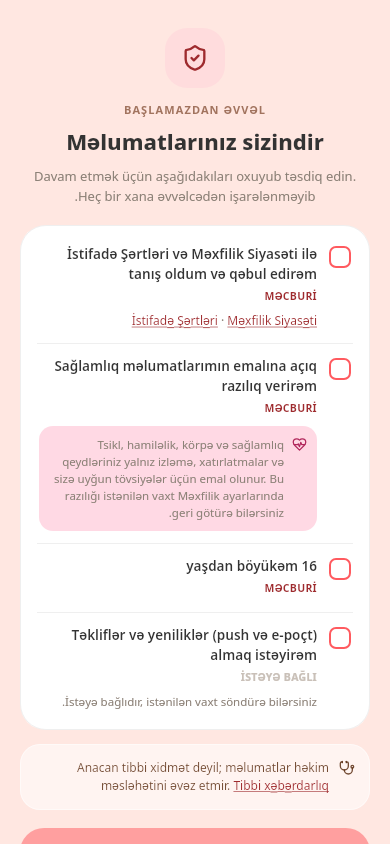 BAŞLAMAZDAN ƏVVƏL
Məlumatlarınız sizindir
Davam etmək üçün aşağıdakıları oxuyub təsdiq edin.
Heç bir xana əvvəlcədən işarələnməyib.
İstifadə Şərtləri və Məxfilik Siyasəti ilə
tanış oldum və qəbul edirəm
MƏCBURİ
İstifadə Şərtləri · Məxfilik Siyasəti
Sağlamlıq məlumatlarımın emalına açıq
razılıq verirəm
MƏCBURİ
Tsikl, hamiləlik, körpə və sağlamlıq
qeydləriniz yalnız izləmə, xatırlatmalar və
sizə uyğun tövsiyələr üçün emal olunur. Bu
razılığı istənilən vaxt Məxfilik ayarlarında
geri götürə bilərsiniz.
16 yaşdan böyükəm
MƏCBURİ
Təkliflər və yeniliklər (push və e-poçt)
almaq istəyirəm
İSTƏYƏ BAĞLI
İstəyə bağlıdır, istənilən vaxt söndürə bilərsiniz.
Anacan tibbi xidmət deyil; məlumatlar həkim
məsləhətini əvəz etmir. Tibbi xəbərdarlıq